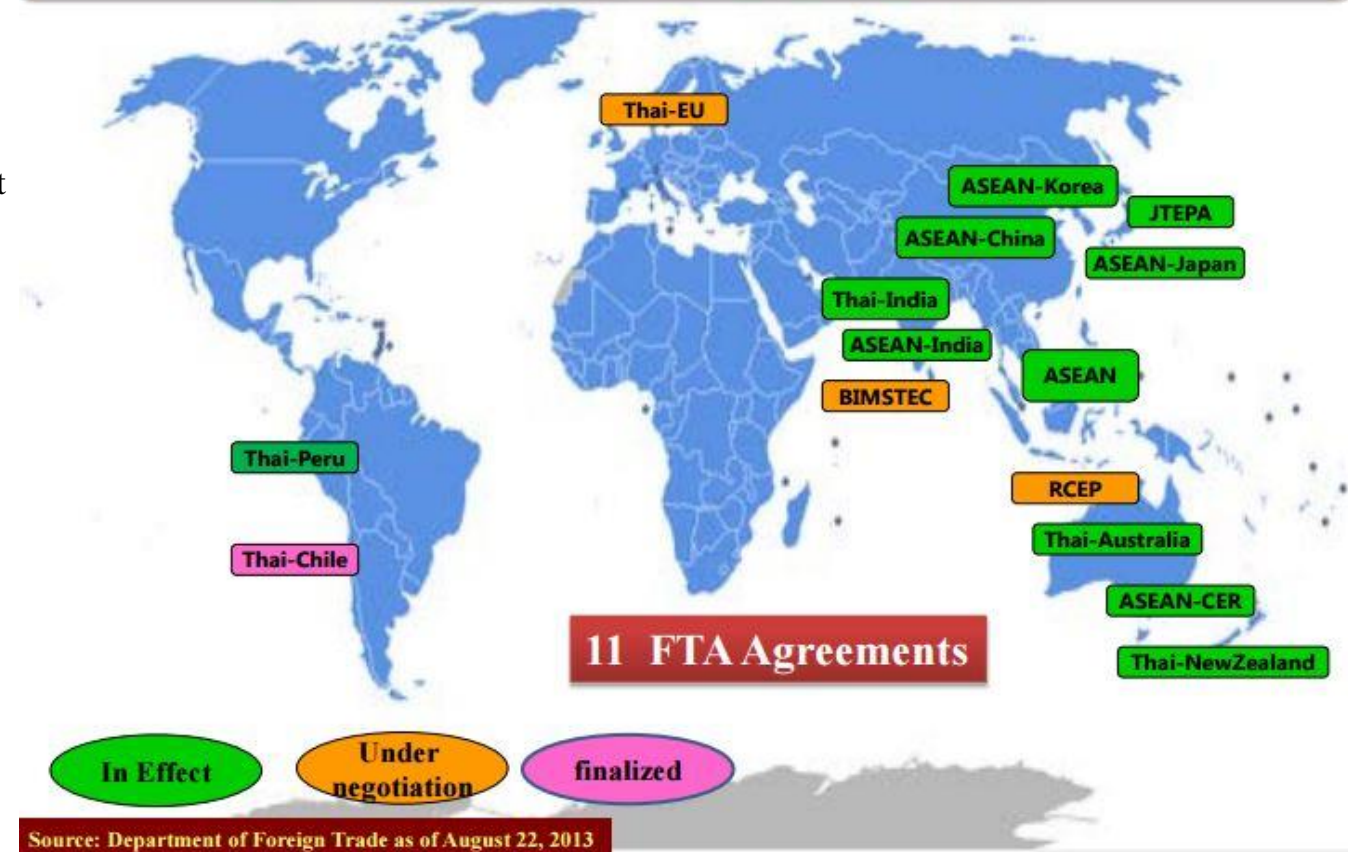 Thai-EU
t
ASEAN-Korea
JTEPA
ASEAN-China
ASEAN-Japan
Thai-India
ASEAN-India
ASEAN
BIMSTEC
Thai-Peru
RCEP
Thai-Australia
Thai-Chile
ASEAN-CER
11 FTA Agreements
Thai-NewZealand
In Effect
Under
negotiation
finalized
Source: Department of Foreign Trade as of August 22, 2013